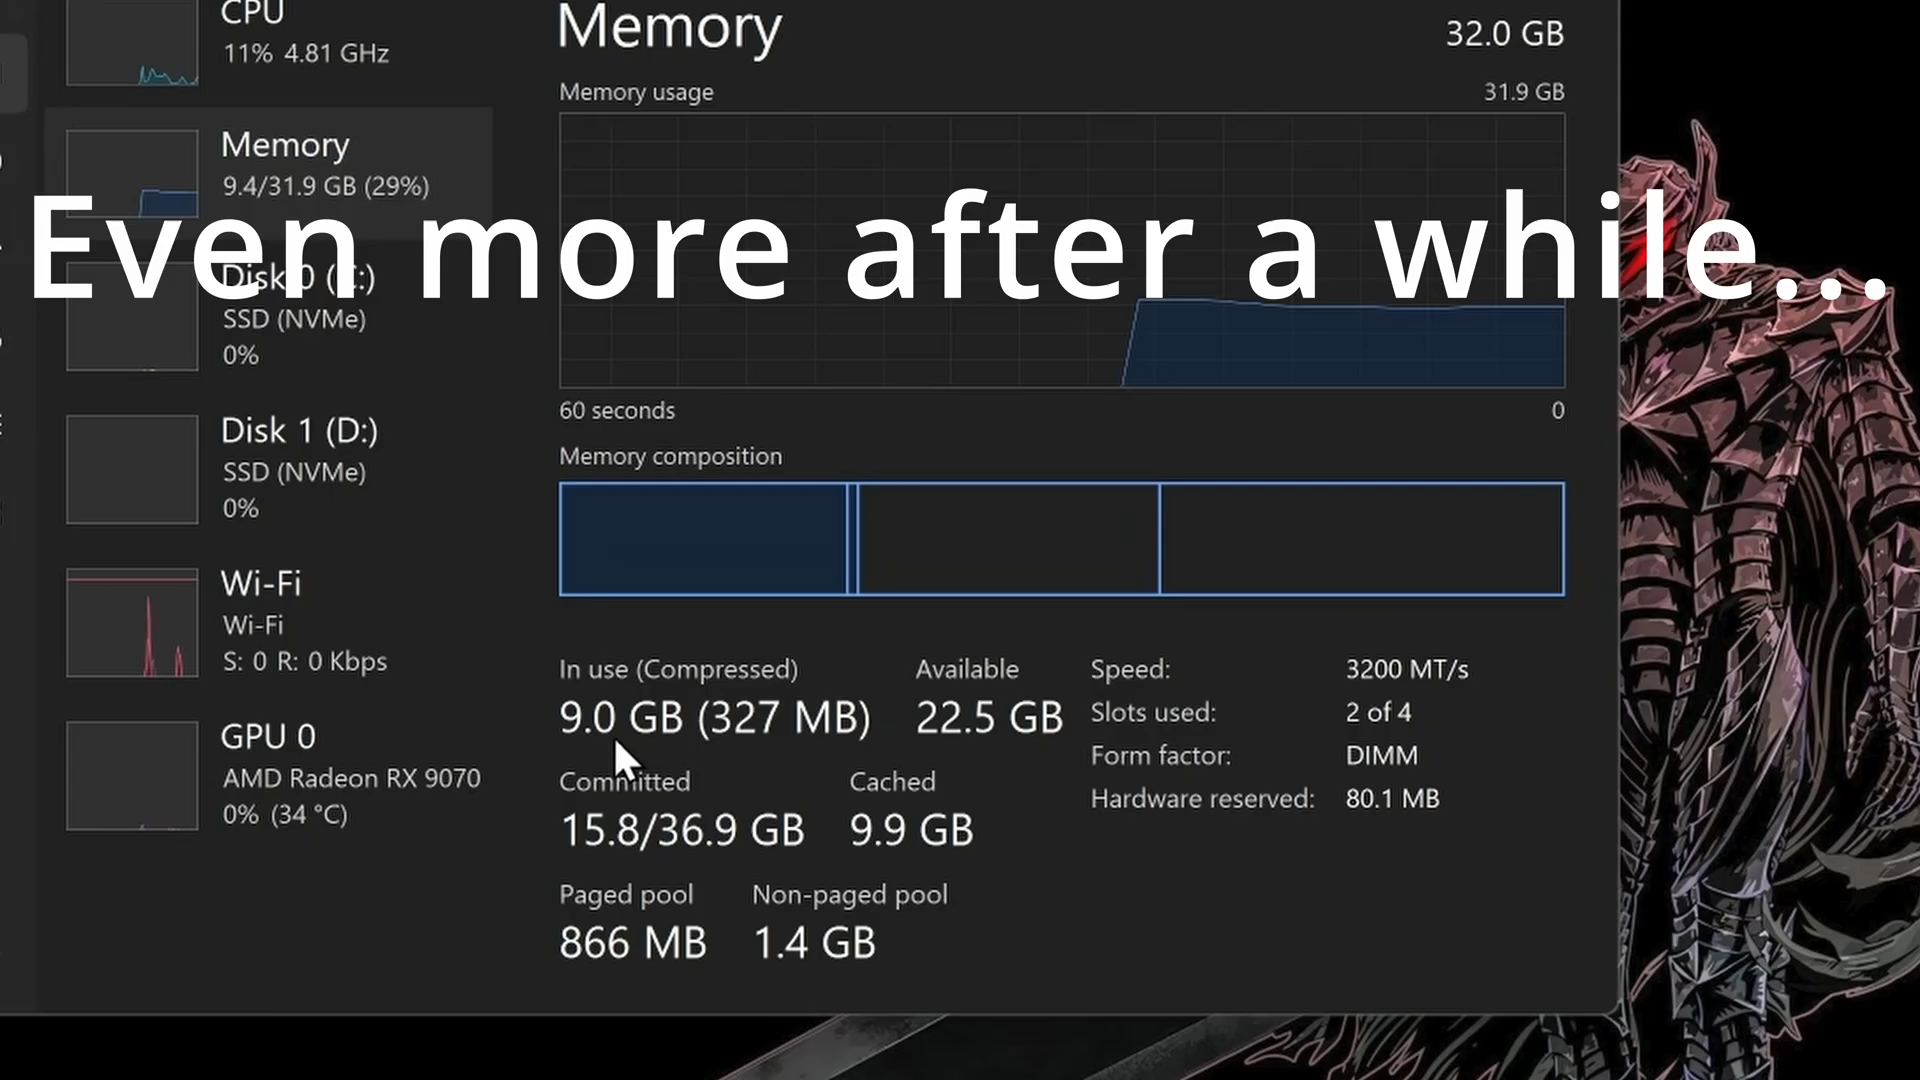 CPU
11% 4.81 GHz
Memory
9.4/31.9 GB (29%)
Disk 0 (C:)
SSD (NVMe)
0%
Disk 1 (D:)
SSD (NVMe)
0%
Wi-Fi
Wi-Fi
S: 0 R: 0 Kbps
GPU 0
AMD Radeon RX 9070
0% (34 °C)
Memory
32.0 GB
Memory usage
31.9 GB
Even more after a while...
60 seconds
0
Memory composition
In use (Compressed)
9.0 GB (327 MB)
Available
22.5 GB
Committed
15.8/36.9 GB
Cached
9.9 GB
Paged pool
866 MB
Non-paged pool
1.4 GB
Speed:
3200 MT/s
Slots used:
2 of 4
Form factor:
DIMM
Hardware reserved:
80.1 MB